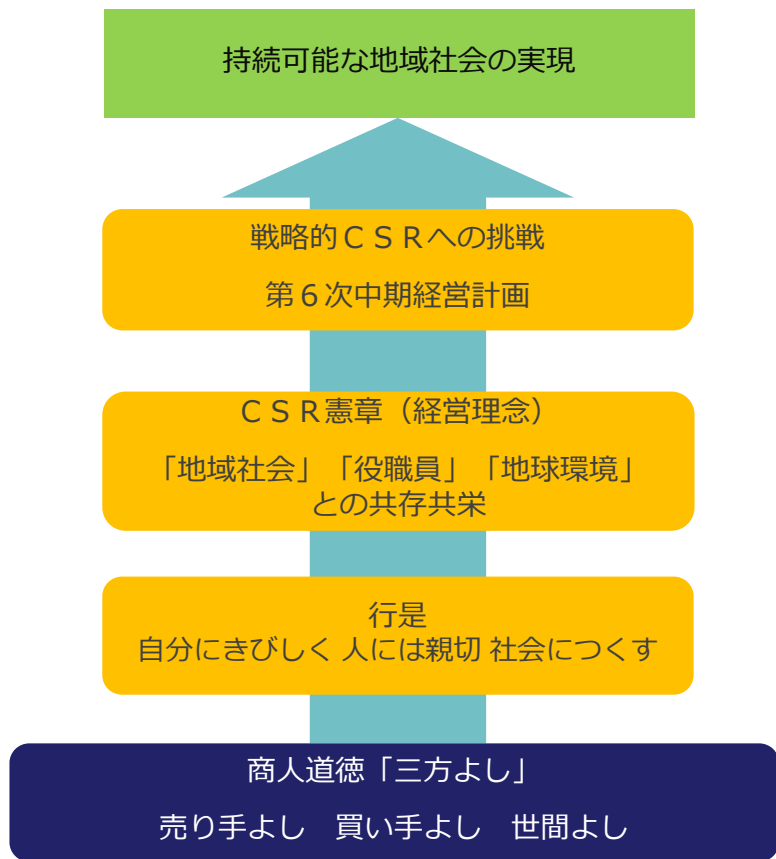 持続可能な地域社会の実現
戦略的ＣＳＲへの挑戦
第６次中期経営計画
ＣＳＲ憲章（経営理念）
「地域社会」「役職員」「地球環境」
との共存共栄
行是
自分にきびしく 人には親切 社会につくす
商人道徳「三方よし」
売り手よし　買い手よし　世間よし